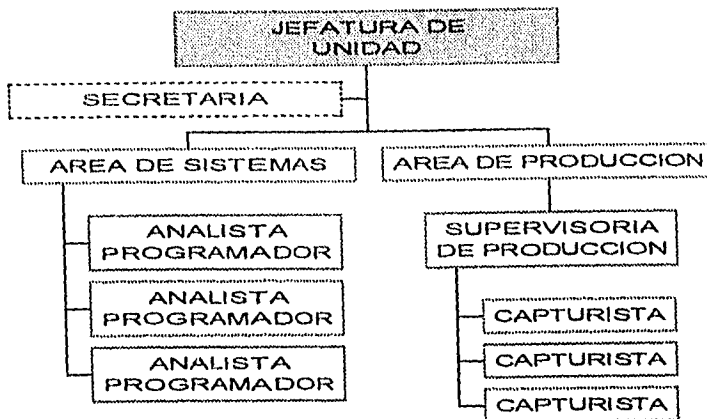 JEFATURA DE
UNIDAD
SECRETARIA
AREA DE SISTEMAS
AREA DE PRODUCCION
ANALISTA
PROGRAMADOR
ANALISTA
PROGRAMADOR
ANALISTA
PROGRAMADOR
SUPERVISORIA
DE PRODUCCION
CAPTURISTA
CAPTURISTA
CAPTURISTA